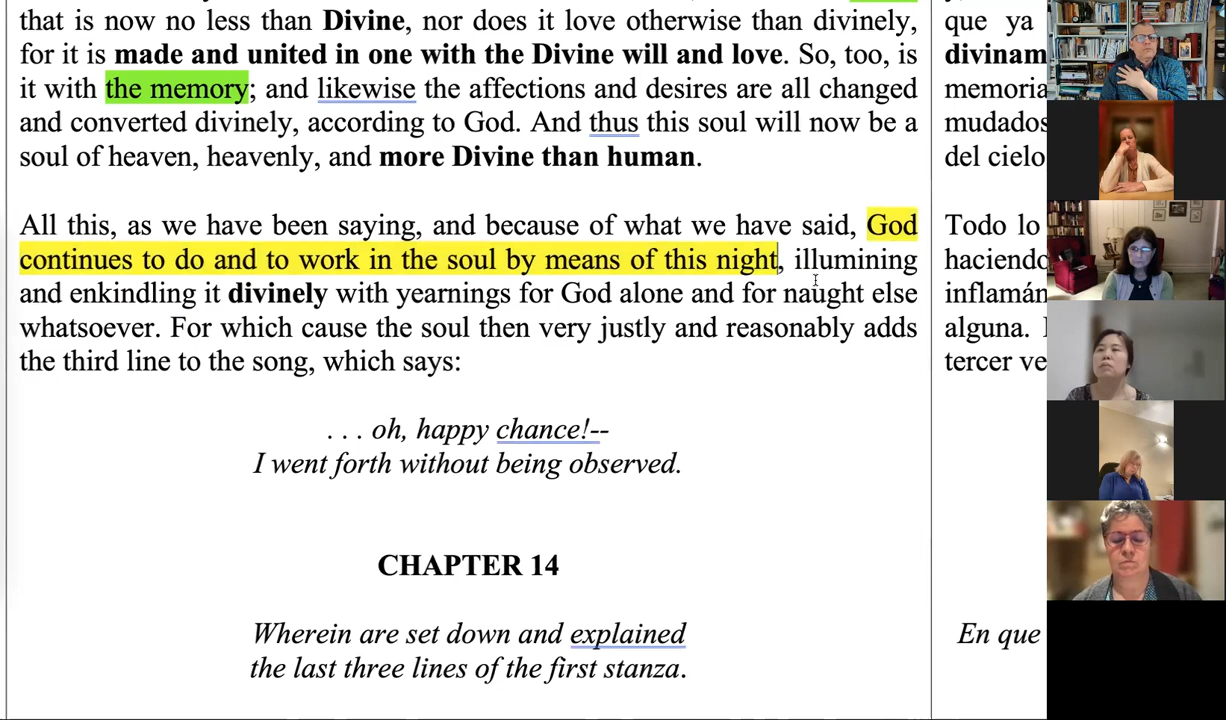 that is now no less than Divine, nor does it love otherwise than divinely,
for it is made and united in one with the Divine will and love. So, too, is
it with the memory; and likewise the affections and desires are all changed
and converted divinely, according to God. And thus this soul will now be a
soul of heaven, heavenly, and more Divine than human.
All this, as we have been saying, and because of what we have said, God
continues to do and to work in the soul by means of this night, illumining
and enkindling it divinely with yearnings for God alone and for naught else
whatsoever. For which cause the soul then very justly and reasonably adds
the third line to the song, which says:
. . . oh, happy chance!--
I went forth without being observed.
CHAPTER 14
Wherein are set down and explained
the last three lines of the first stanza.
que ya
divinam
memoria
mudados
del cielo
Todo lo
haciendo
inflamán
alguna.
tercer ve
En que